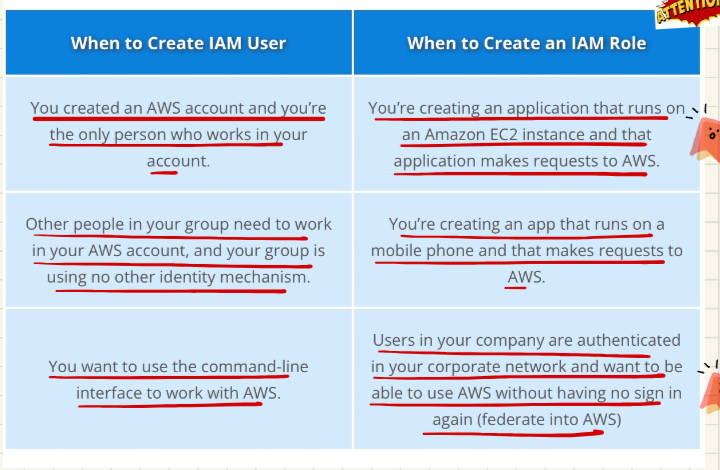 ATTENTION
When to Create IAM User
When to Create an IAM Role
You created an AWS account and you're
the only person who works in your
account.
You're creating an application that runs on
an Amazon EC2 instance and that
application makes requests to AWS.
Other people in your group need to work
in your AWS account, and your group is
using no other identity mechanism.
You're creating an app that runs on a
mobile phone and that makes requests to
AWS.
You want to use the command-line
interface to work with AWS.
Users in your company are authenticated
in your corporate network and want to be
able to use AWS without having no sign in
again (federate into AWS)